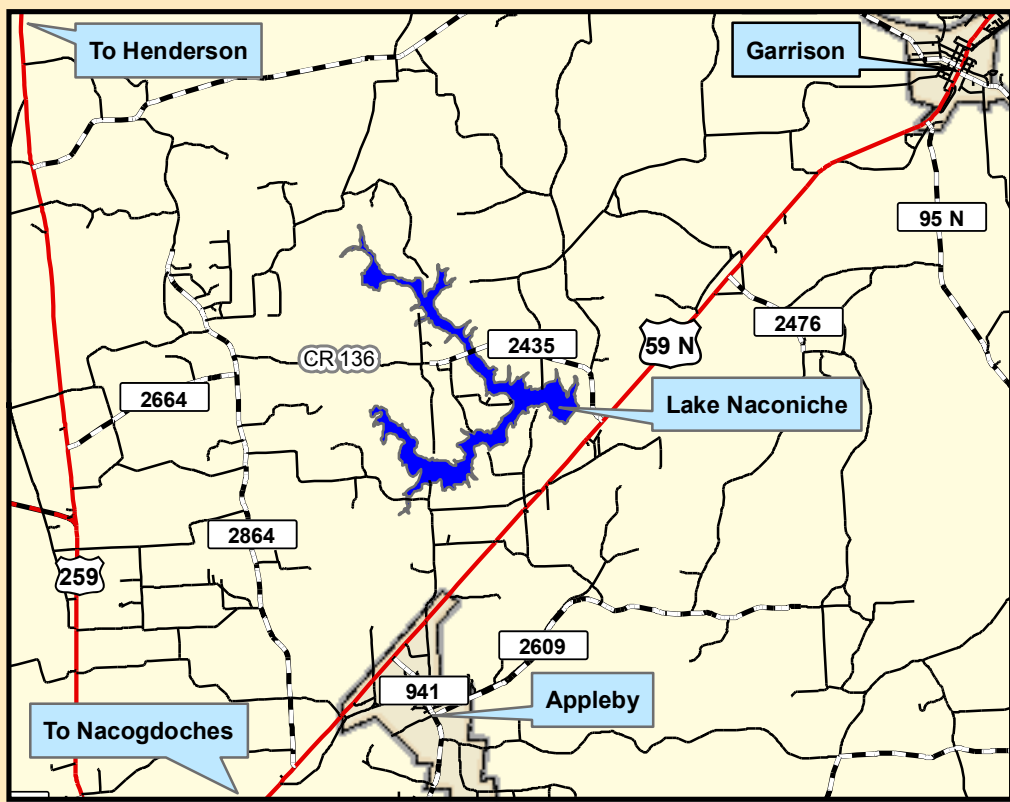 To Henderson
Garrison
95 N
2476
59 N
2435
CR 136
2664
Lake Naconiche
2864
259
2609
941
Appleby
To Nacogdoches